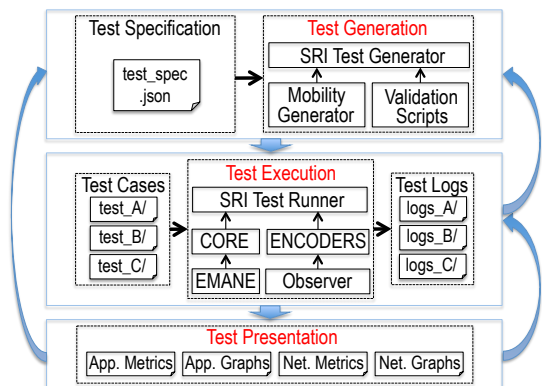 Test Specification
test_spec
.json
Test Generation
SRI Test Generator
Mobility
Generator
Validation
Scripts
Test Cases
test_A/
test_B/
test_C/
Test Execution
SRI Test Runner
CORE
ENCODERS
EMANE
Observer
Test Logs
logs_A/
logs_B/
logs_C/
Test Presentation
App. Metrics
App. Graphs
Net. Metrics
Net. Graphs